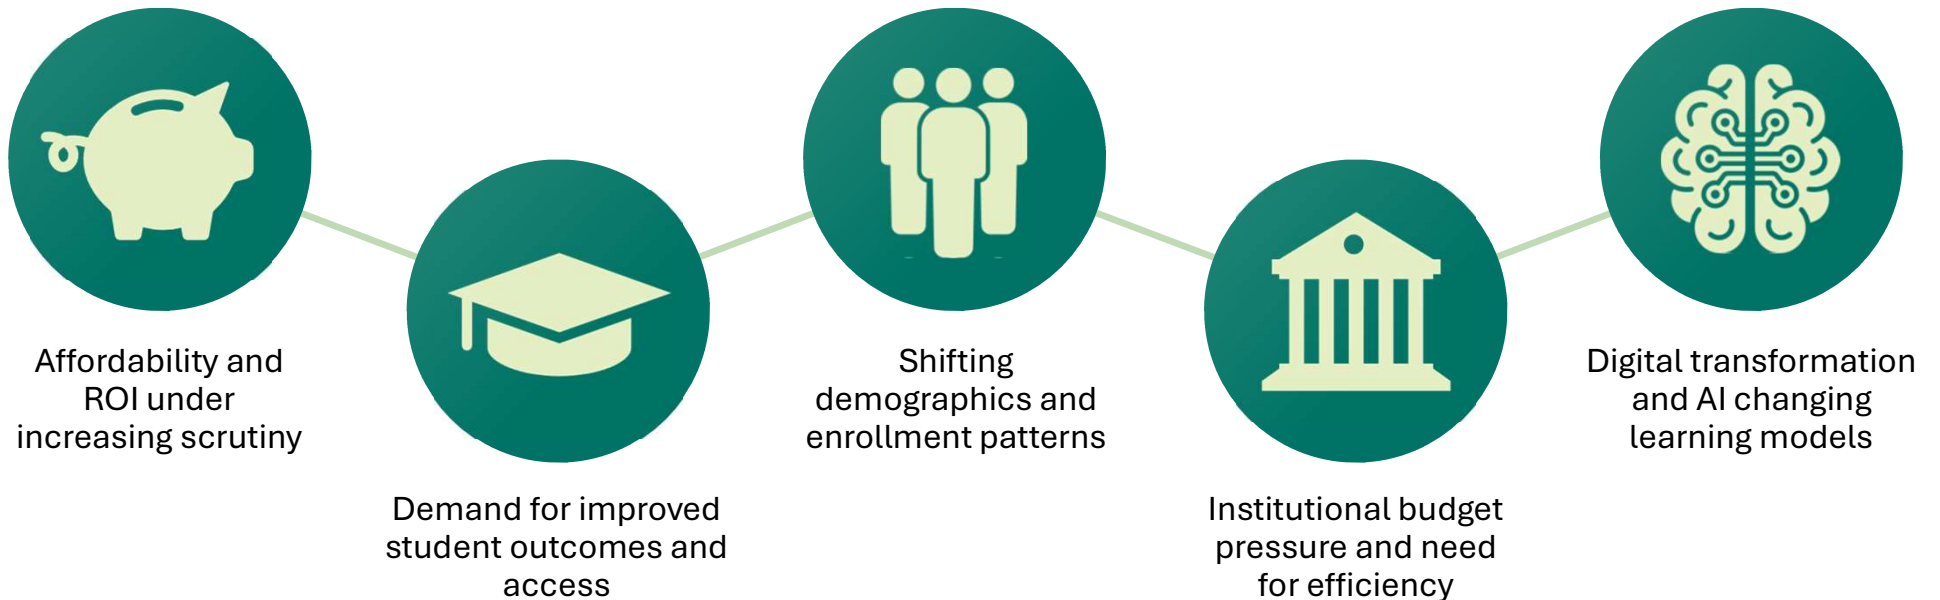 Affordability and
ROI under
increasing scrutiny
Demand for improved
student outcomes and
access
Shifting
demographics and
enrollment patterns
Institutional budget
pressure and need
for efficiency
Digital transformation
and AI changing
learning models